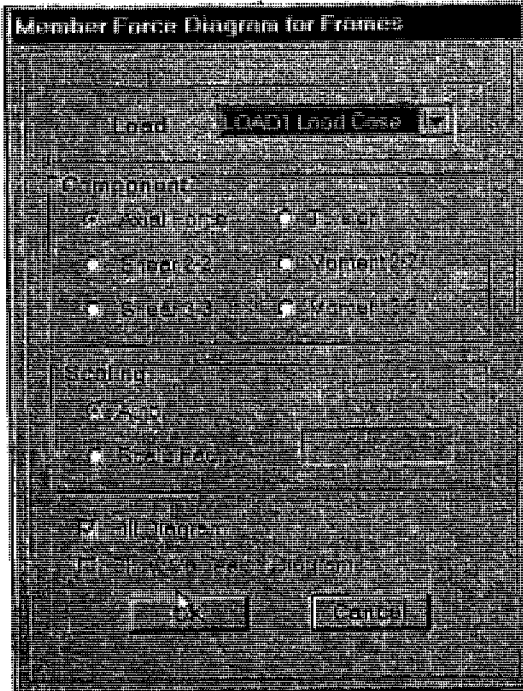 Member Force Diagram for Frames
Load LOAD1 Load Case
Component
Axial Force Torsion
Shear 2-2 Moment 2-2
Shear 3-3 Moment 3-3
Scaling
Auto
Scale Factor
Fill Diagram
OK Cancel